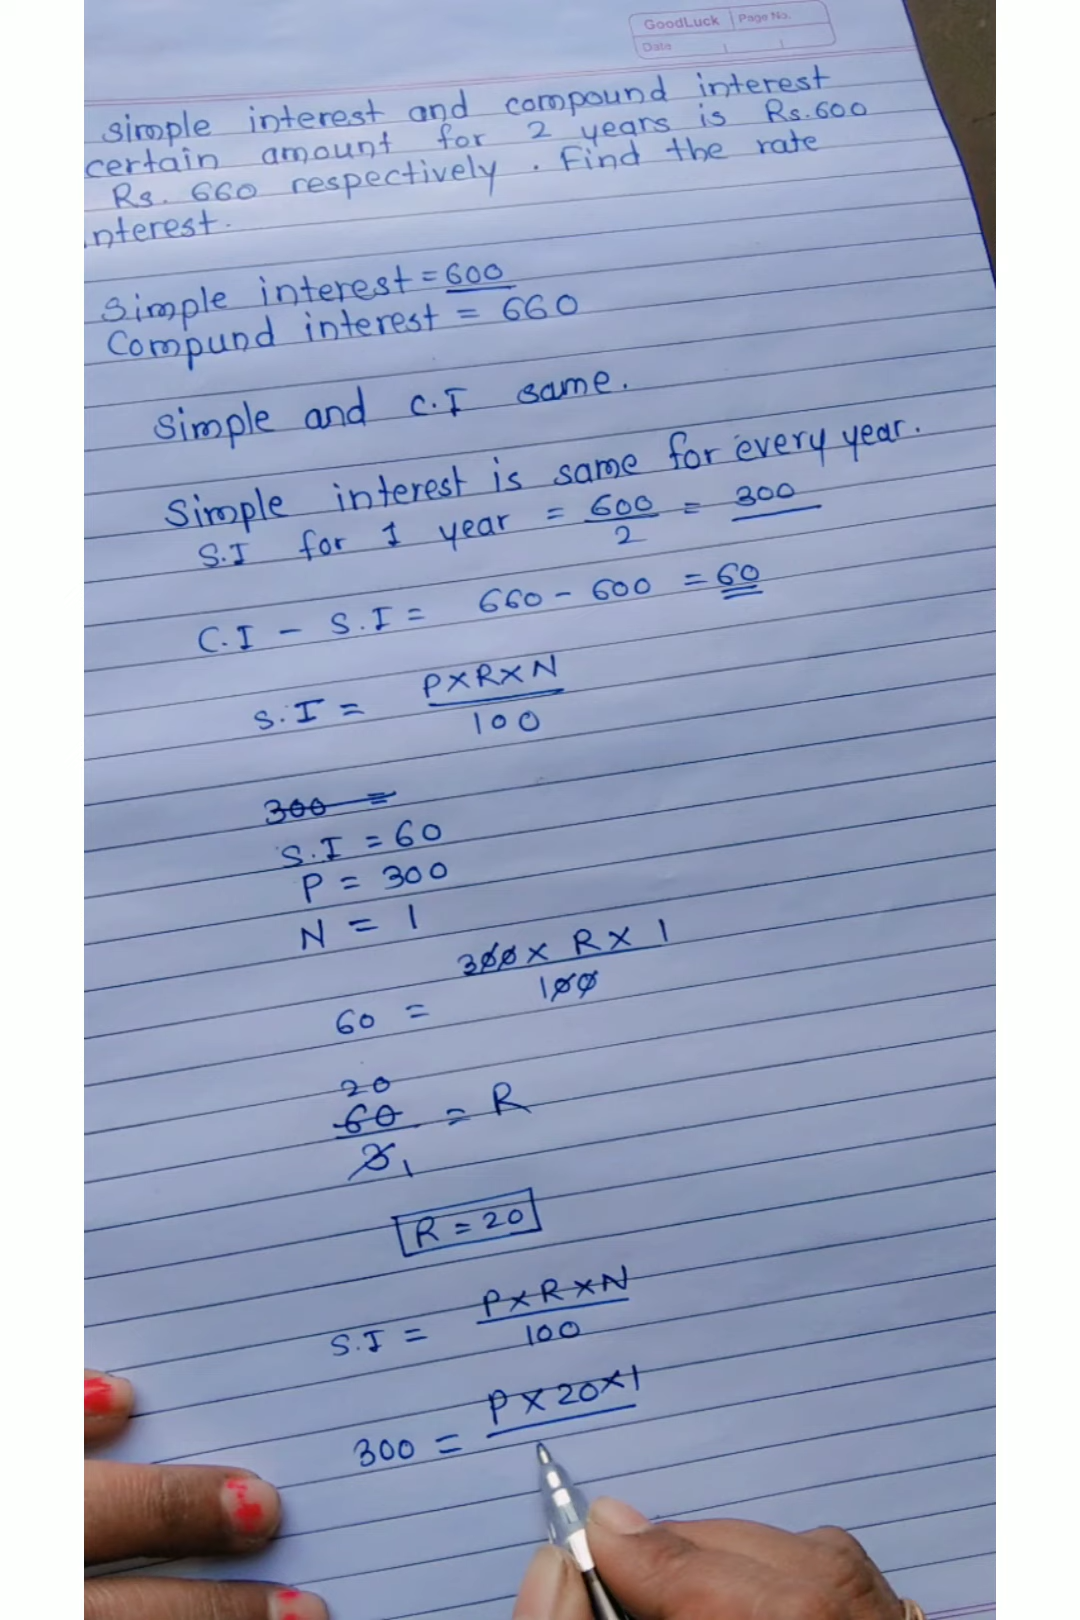 GoodLuck Page No.
Date
simple interest and compound interest
certain amount for 2 years is Rs.600
Rs. 660 respectively. Find the rate
nterest.
Simple interest = 600
Compund interest = 660
Simple and C.I same.
Simple interest is same for every year.
S.I for 1 year = 600/2 = 300
C.I - S.I = 660 - 600 = 60
S.I = P×R×N/100
300 =
S.I = 60
P = 300
N = 1
60 = 300 × R × 1/100
20
60/3 = R
1
R = 20
S.I = P×R×N/100
300 = P × 20 × 1